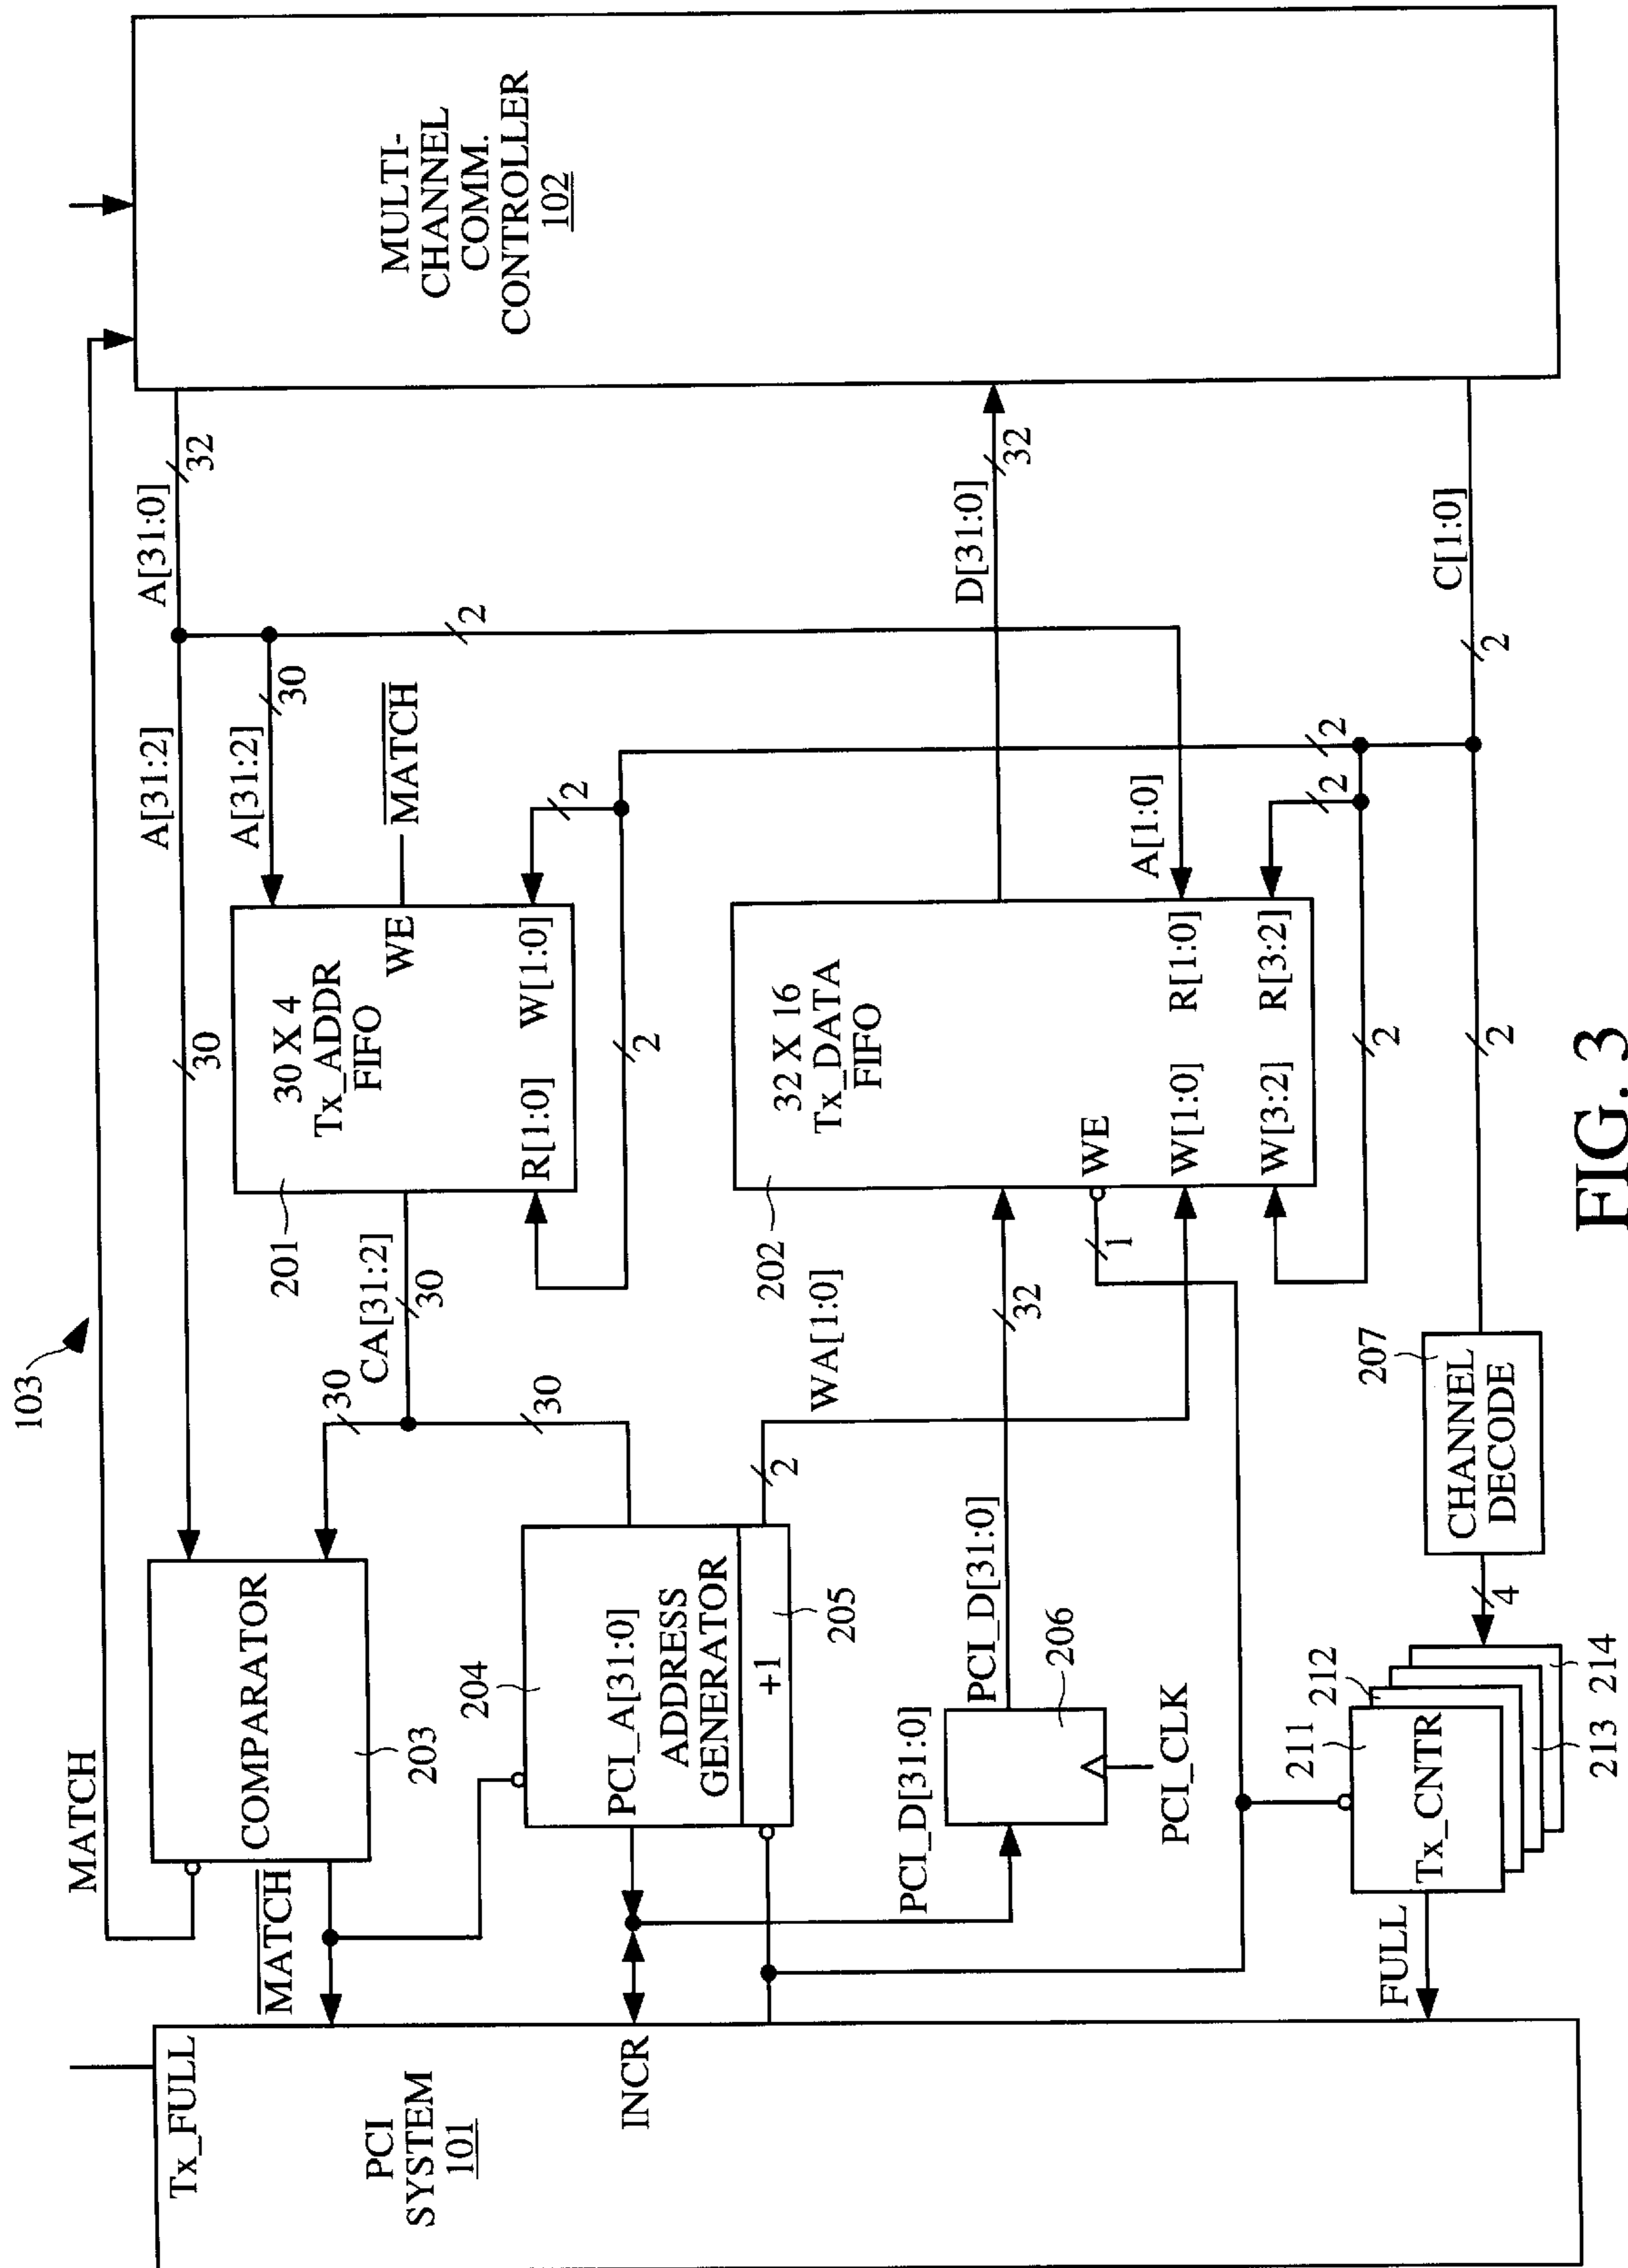 103
MATCH
A[31:2]
30
A[31:0]
32
A[31:2]
30
2
Tx_FULL
PCI
SYSTEM
101
MATCH
COMPARATOR
203
30
CA[31:2]
30
30
201
30 X 4
Tx_ADDR
FIFO
WE
MATCH
R[1:0]
W[1:0]
2
2
MULTI-
CHANNEL
COMM.
CONTROLLER
102
INCR
204
PCI_A[31:0]
ADDRESS
GENERATOR
+1
205
2
WA[1:0]
202
32 X 16
Tx_DATA
FIFO
WE
1
W[1:0]
R[1:0]
W[3:2]
R[3:2]
A[1:0]
D[31:0]
32
2
2
2
PCI_D[31:0]
PCI_D[31:0]
32
206
PCI_CLK
FULL
Tx_CNTR
211
212
213
214
4
CHANNEL
DECODE
207
2
2
C[1:0]
FIG. 3